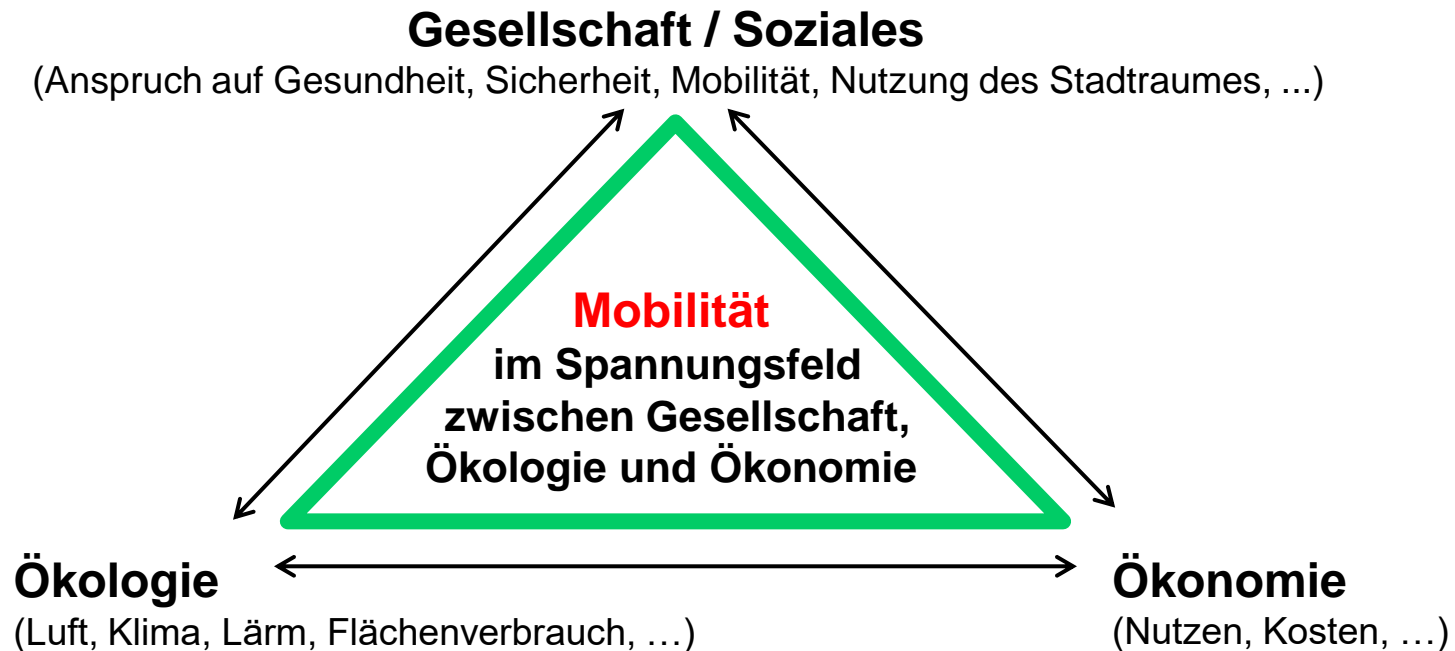 Gesellschaft / Soziales
(Anspruch auf Gesundheit, Sicherheit, Mobilität, Nutzung des Stadtraumes, ...)
Mobilität
im Spannungsfeld
zwischen Gesellschaft,
Ökologie und Ökonomie
Ökologie
(Luft, Klima, Lärm, Flächenverbrauch, …)
Ökonomie
(Nutzen, Kosten, …)